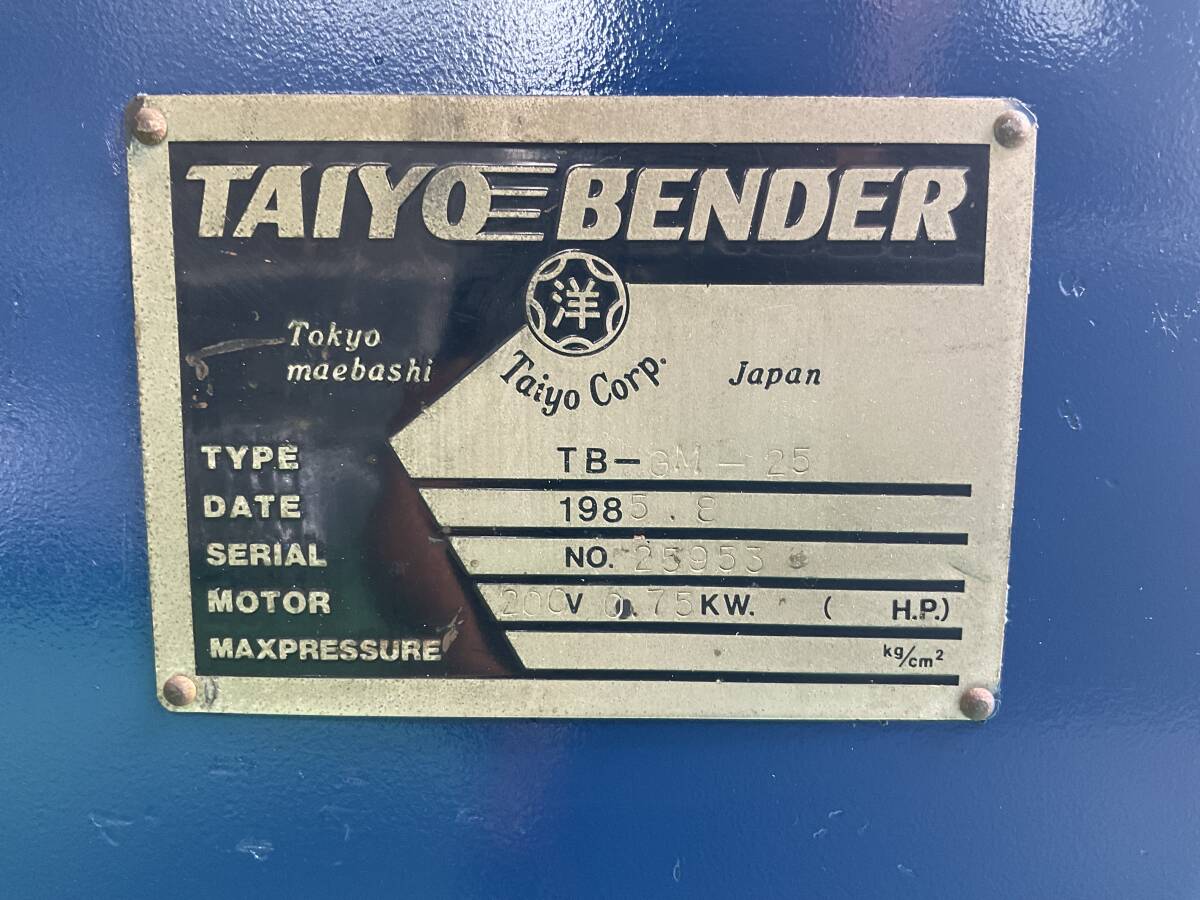 TAIYO BENDER
洋
Tokyo
maebashi
Taiyo Corp.
Japan
TYPE TB-GM-25
DATE 1985.8
SERIAL NO. 25953
MOTOR 200V 0.75KW. ( H.P.)
MAXPRESSURE kg/cm²